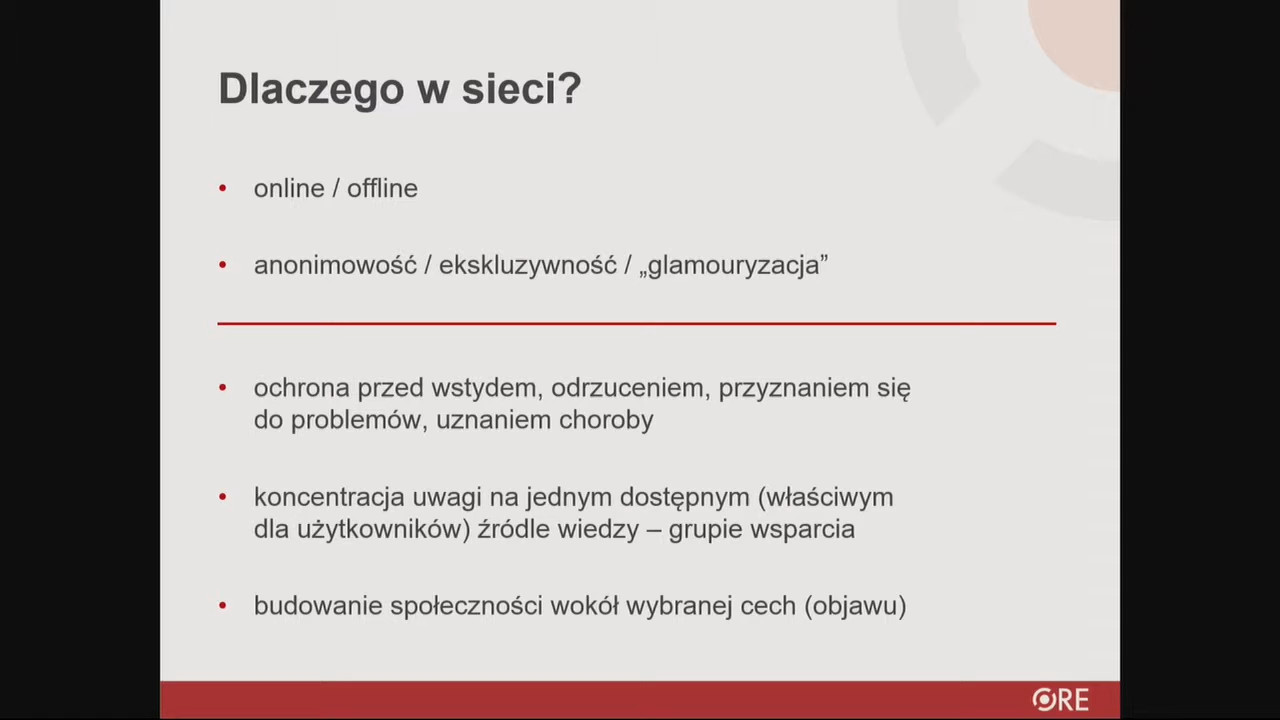 Dlaczego w sieci?
• online / offline
• anonimowość / ekskluzywność / „glamouryzacja”
• ochrona przed wstydem, odrzuceniem, przyznaniem się
do problemów, uznaniem choroby
• koncentracja uwagi na jednym dostępnym (właściwym
dla użytkowników) źródle wiedzy – grupie wsparcia
• budowanie społeczności wokół wybranej cech (objawu)
ORE